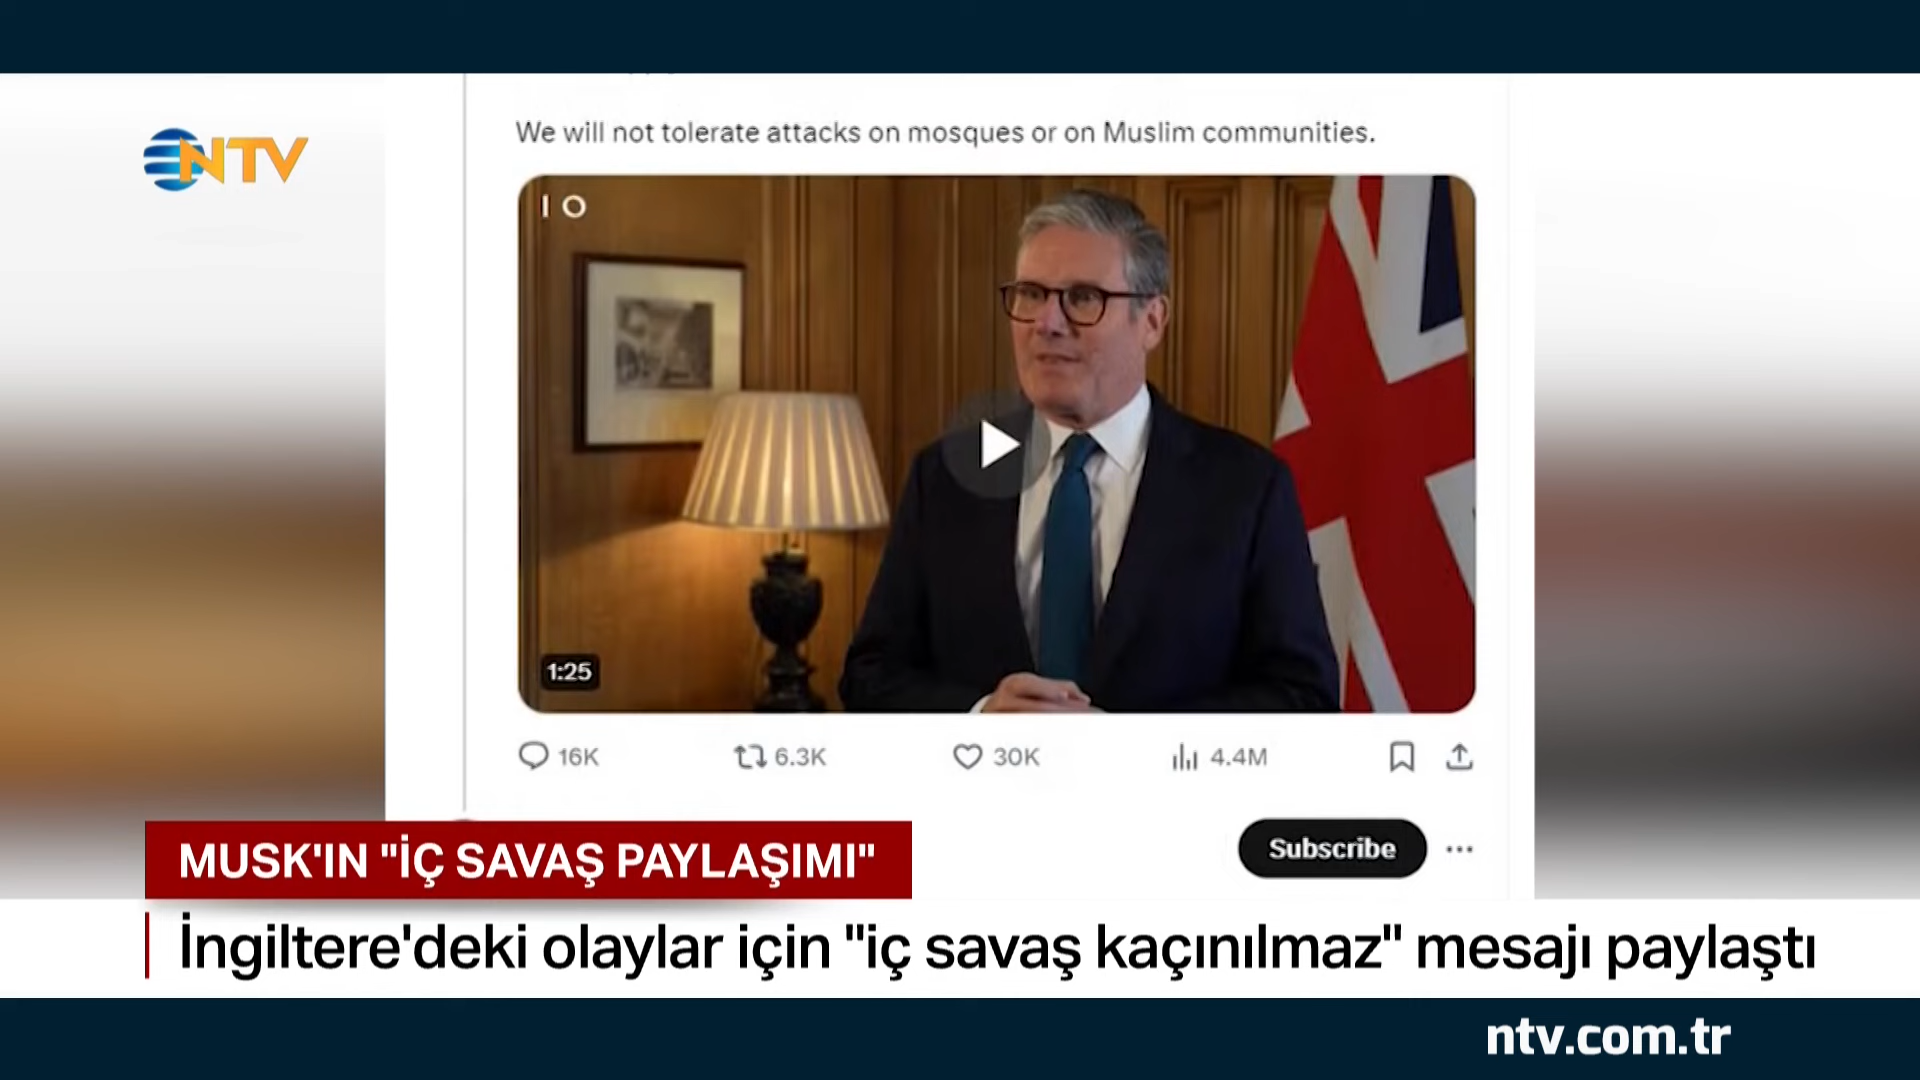 We will not tolerate attacks on mosques or on Muslim communities.
NTV
10
1:25
16K 6.3K 30K 4.4M
Subscribe
MUSK'IN "İÇ SAVAŞ PAYLAŞIMI"
İngiltere'deki olaylar için "iç savaş kaçınılmaz" mesajı paylaştı
ntv.com.tr